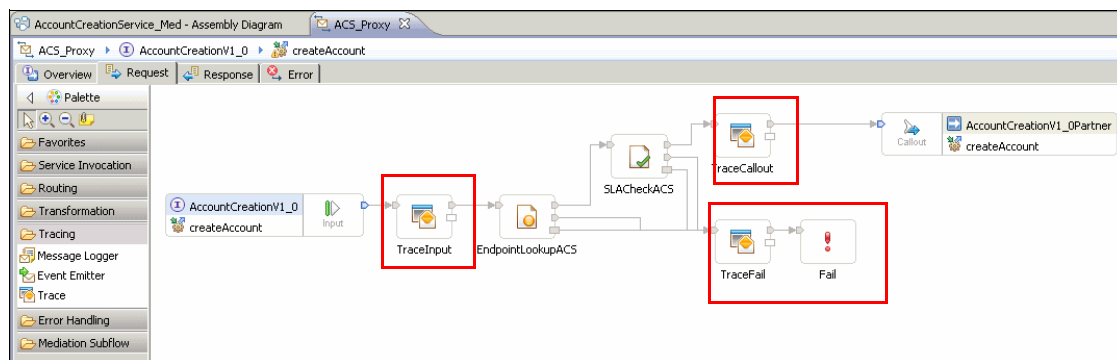 AccountCreationService_Med - Assembly Diagram
ACS_Proxy
ACS_Proxy AccountCreationV1_0 createAccount
Overview Request Response Error
Palette
Favorites
Service Invocation
Routing
Transformation
Tracing
Message Logger
Event Emitter
Trace
Error Handling
Mediation Subflow
AccountCreationV1_0
createAccount
Input
TraceInput
EndpointLookupACS
SLACheckACS
TraceCallout
TraceFail
Fail
Callout
AccountCreationV1_0Partner
createAccount